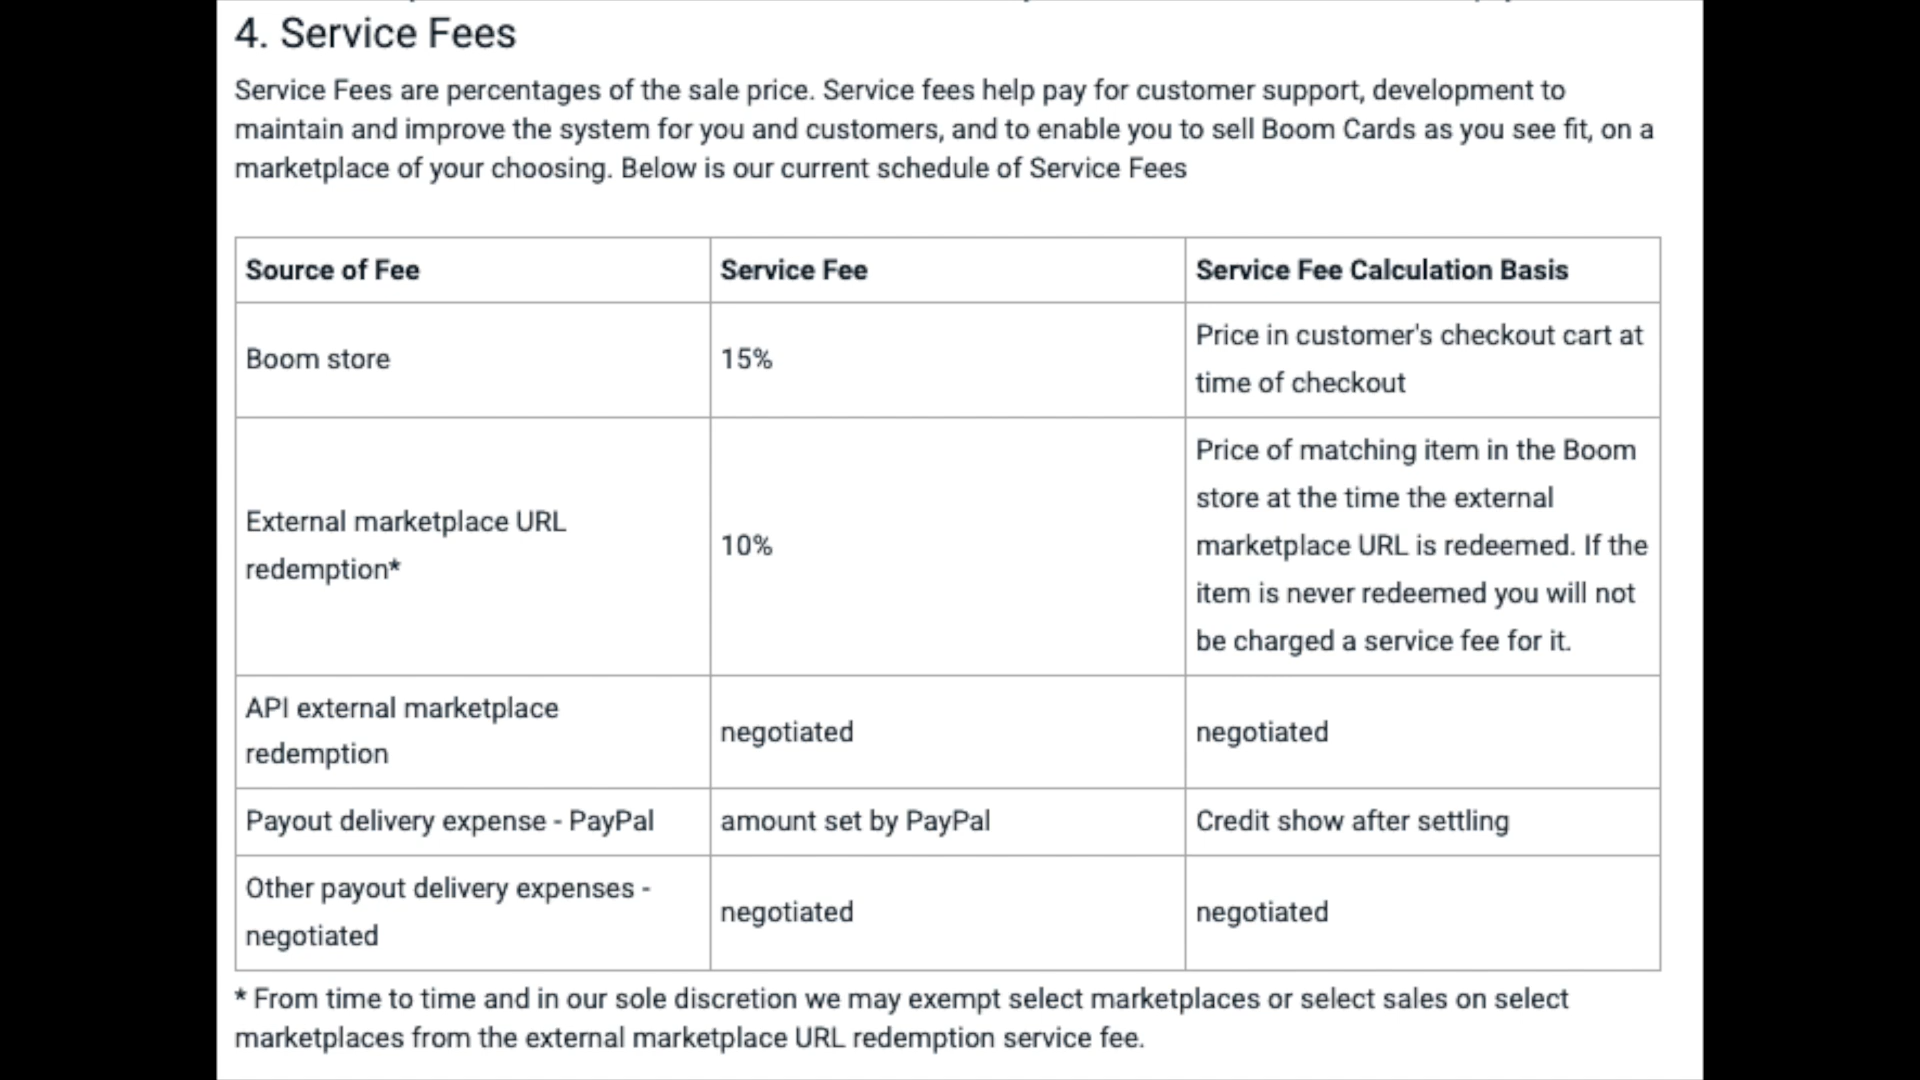 4. Service Fees
Service Fees are percentages of the sale price. Service fees help pay for customer support, development to
maintain and improve the system for you and customers, and to enable you to sell Boom Cards as you see fit, on a
marketplace of your choosing. Below is our current schedule of Service Fees
Source of Fee
Service Fee
Service Fee Calculation Basis
Boom store
15%
Price in customer's checkout cart at
time of checkout
External marketplace URL
redemption*
10%
Price of matching item in the Boom
store at the time the external
marketplace URL is redeemed. If the
item is never redeemed you will not
be charged a service fee for it.
API external marketplace
redemption
negotiated
negotiated
Payout delivery expense - PayPal
amount set by PayPal
Credit show after settling
Other payout delivery expenses -
negotiated
negotiated
negotiated
* From time to time and in our sole discretion we may exempt select marketplaces or select sales on select
marketplaces from the external marketplace URL redemption service fee.